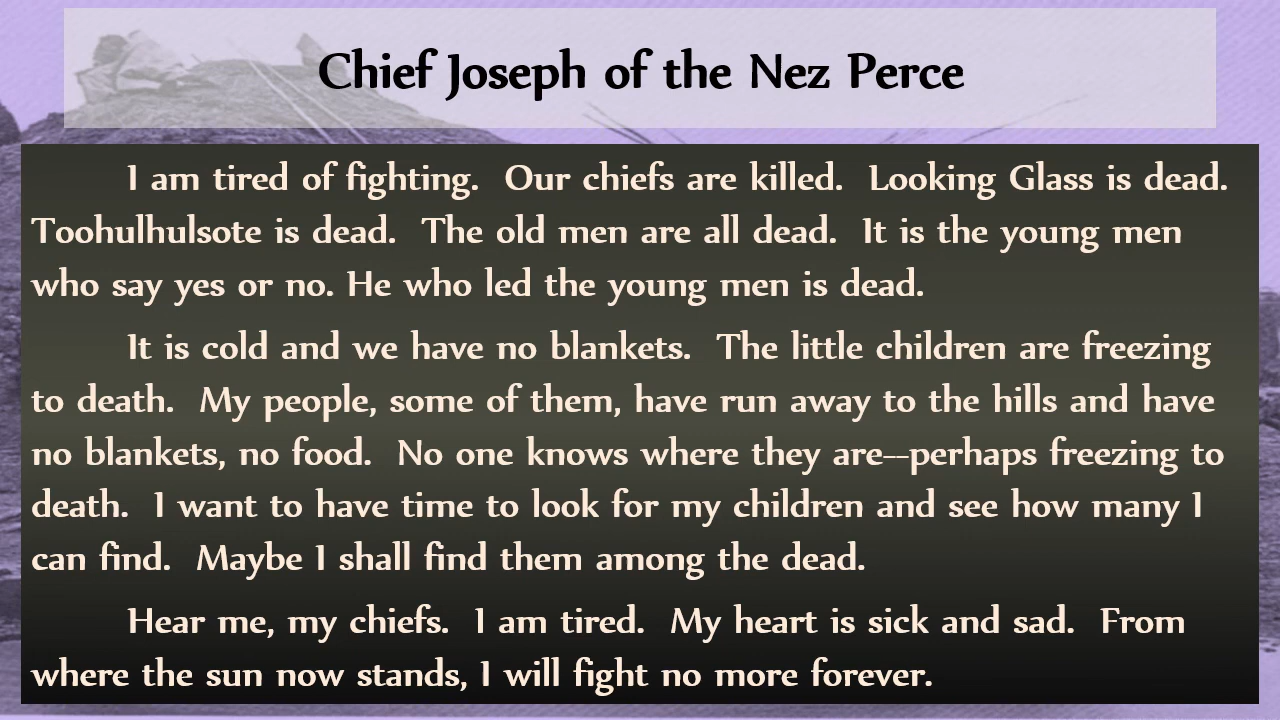 Chief Joseph of the Nez Perce
I am tired of fighting.  Our chiefs are killed.  Looking Glass is dead.
Toohulhulsote is dead.  The old men are all dead.  It is the young men
who say yes or no. He who led the young men is dead.
It is cold and we have no blankets.  The little children are freezing
to death.  My people, some of them, have run away to the hills and have
no blankets, no food.  No one knows where they are--perhaps freezing to
death.  I want to have time to look for my children and see how many I
can find.  Maybe I shall find them among the dead.
Hear me, my chiefs.  I am tired.  My heart is sick and sad.  From
where the sun now stands, I will fight no more forever.